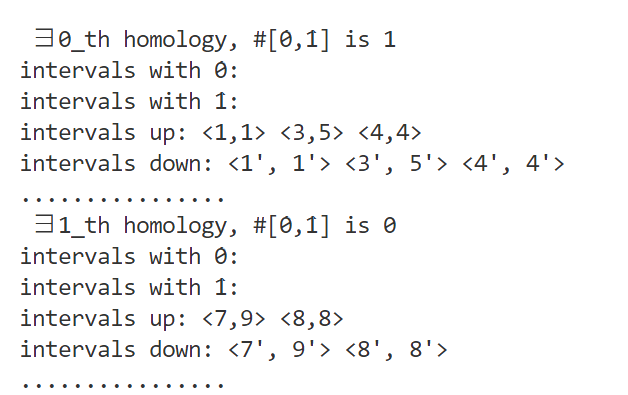 ∃0_th homology, #[0̂,1̂] is 1
intervals with 0̂:
intervals with 1̂:
intervals up: <1,1> <3,5> <4,4>
intervals down: <1', 1'> <3', 5'> <4', 4'>
................
∃1_th homology, #[0̂,1̂] is 0
intervals with 0̂:
intervals with 1̂:
intervals up: <7,9> <8,8>
intervals down: <7', 9'> <8', 8'>
................